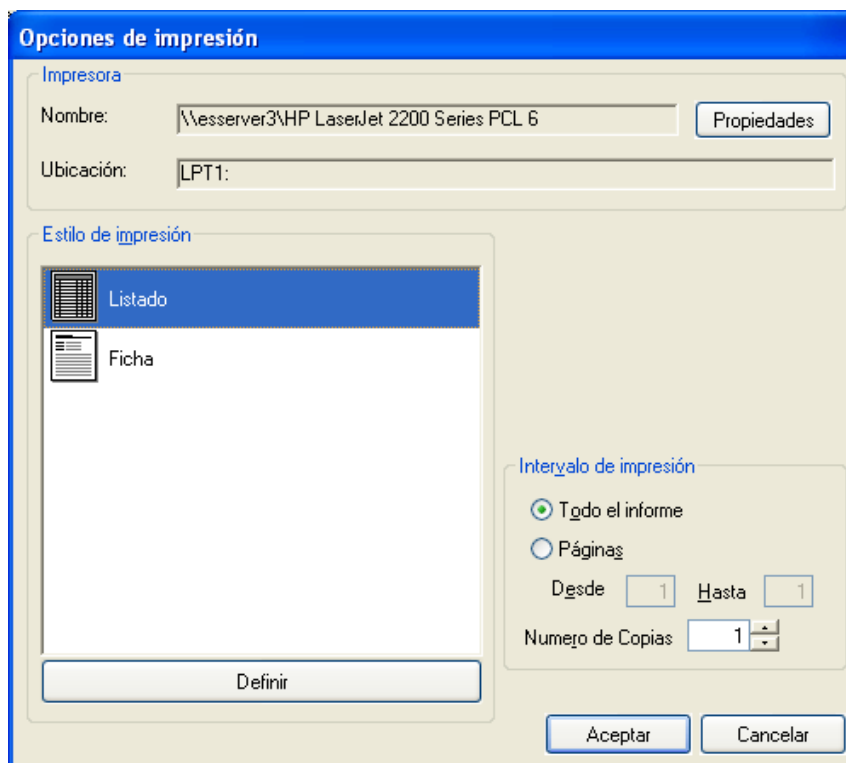 Opciones de impresión
Impresora
Nombre: \\esserver3\HP LaserJet 2200 Series PCL 6 Propiedades
Ubicación: LPT1:
Estilo de impresión
Listado
Ficha
Definir
Intervalo de impresión
Todo el informe
Páginas
Desde 1 Hasta 1
Numero de Copias 1
Aceptar Cancelar